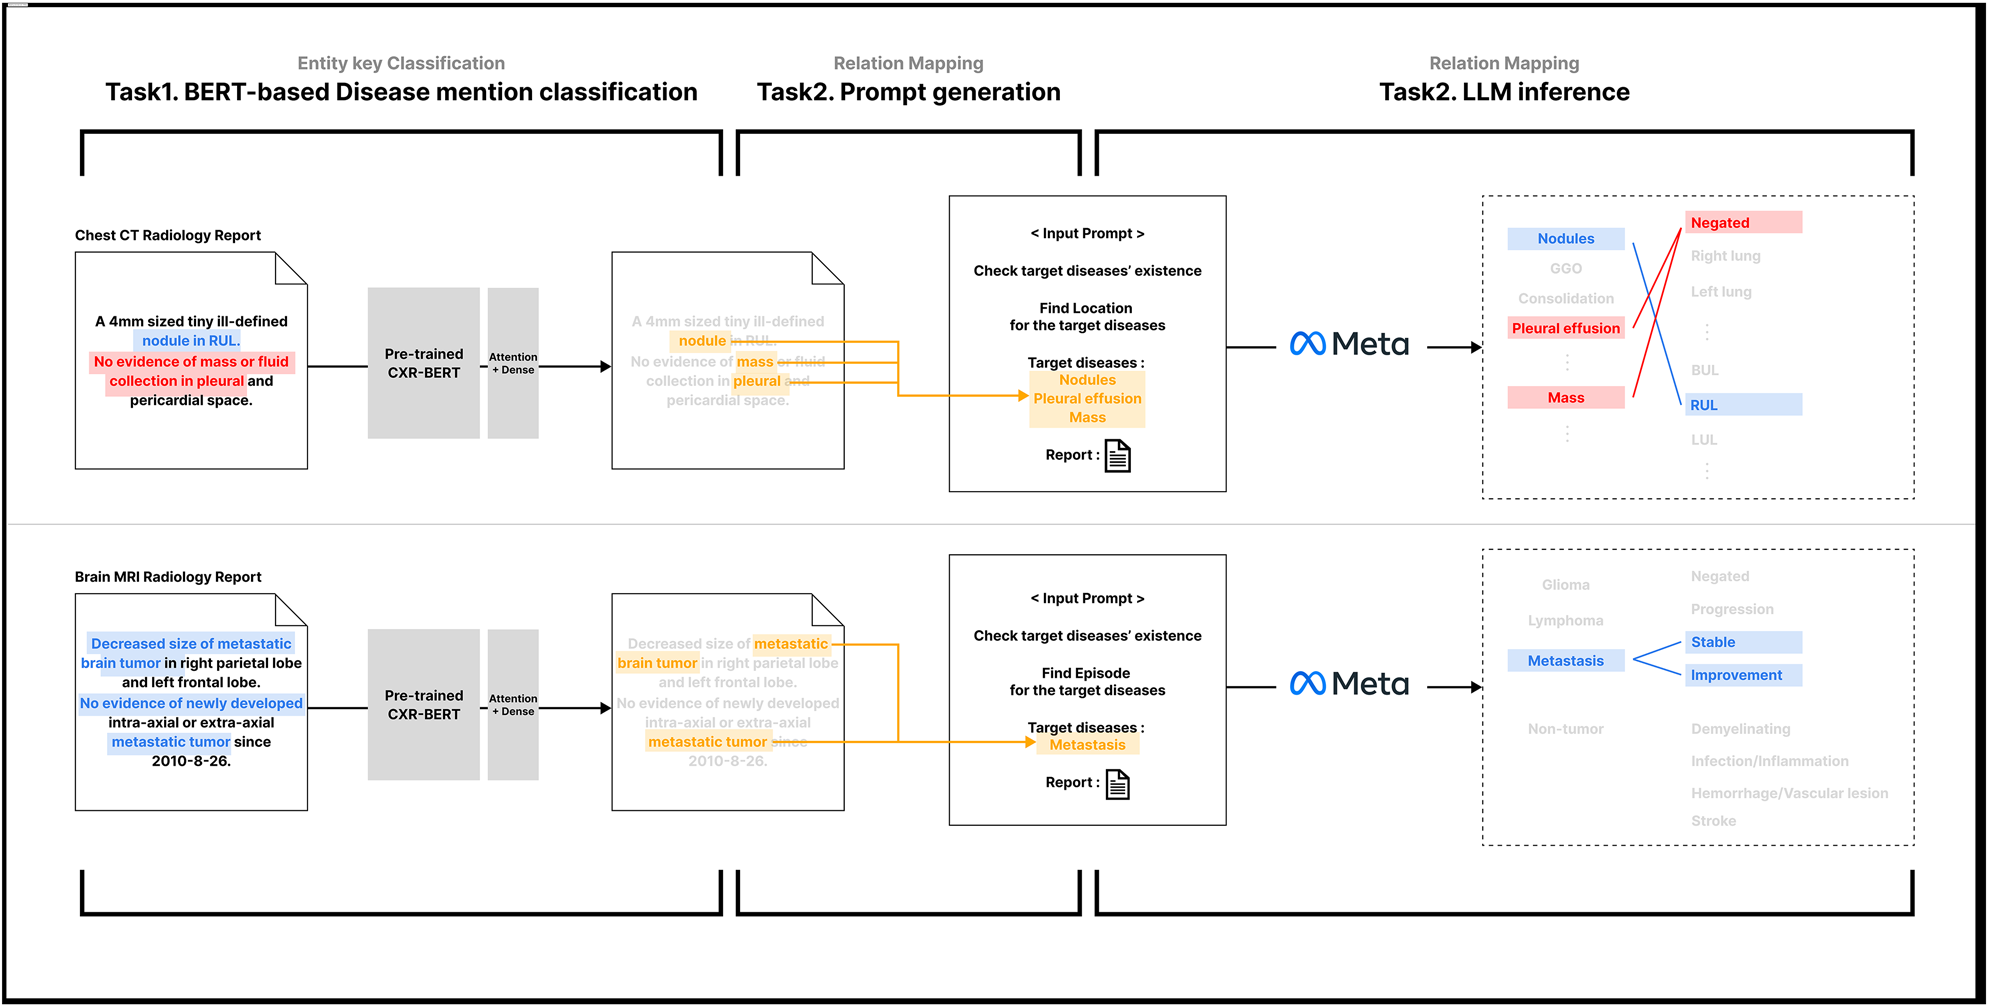 Entity key Classification
Task1. BERT-based Disease mention classification
Relation Mapping
Task2. Prompt generation
Relation Mapping
Task2. LLM inference
Chest CT Radiology Report
A 4mm sized tiny ill-defined
nodule in RUL.
No evidence of mass or fluid
collection in pleural and
pericardial space.
Pre-trained
CXR-BERT
Attention
+ Dense
A 4mm sized tiny ill-defined
nodule in RUL.
No evidence of mass or fluid
collection in pleural and
pericardial space.
< Input Prompt >
Check target diseases' existence
Find Location
for the target diseases
Target diseases :
Nodules
Pleural effusion
Mass
Report :
Meta
Nodules
GGO
Consolidation
Pleural effusion
⋮
Mass
⋮
Negated
Right lung
Left lung
⋮
BUL
RUL
LUL
⋮
Brain MRI Radiology Report
Decreased size of metastatic
brain tumor in right parietal lobe
and left frontal lobe.
No evidence of newly developed
intra-axial or extra-axial
metastatic tumor since
2010-8-26.
Pre-trained
CXR-BERT
Attention
+ Dense
Decreased size of metastatic
brain tumor in right parietal lobe
and left frontal lobe.
No evidence of newly developed
intra-axial or extra-axial
metastatic tumor since
2010-8-26.
< Input Prompt >
Check target diseases' existence
Find Episode
for the target diseases
Target diseases :
Metastasis
Report :
Meta
Glioma
Lymphoma
Metastasis
Non-tumor
Negated
Progression
Stable
Improvement
Demyelinating
Infection/Inflammation
Hemorrhage/Vascular lesion
Stroke